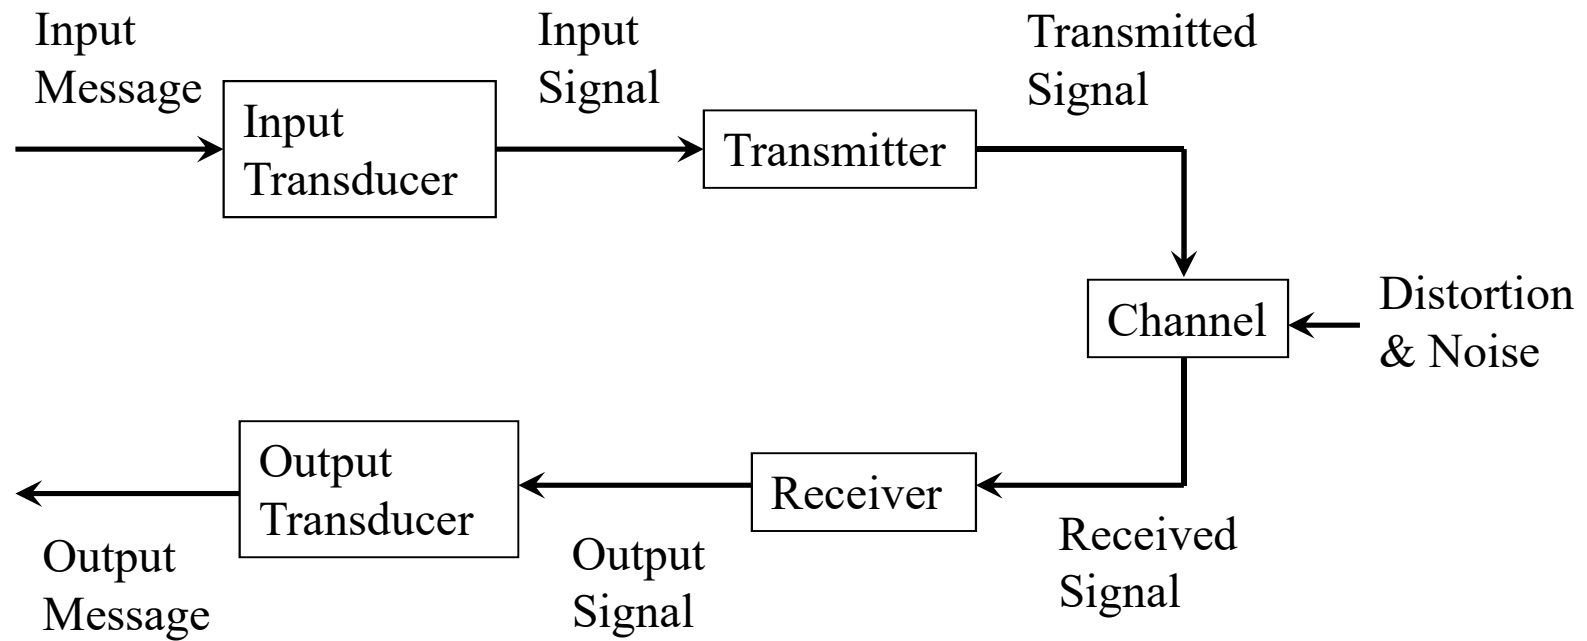 Input
Message
Input
Transducer
Input
Signal
Transmitter
Transmitted
Signal
Channel
Distortion
& Noise
Received
Signal
Receiver
Output
Signal
Output
Transducer
Output
Message